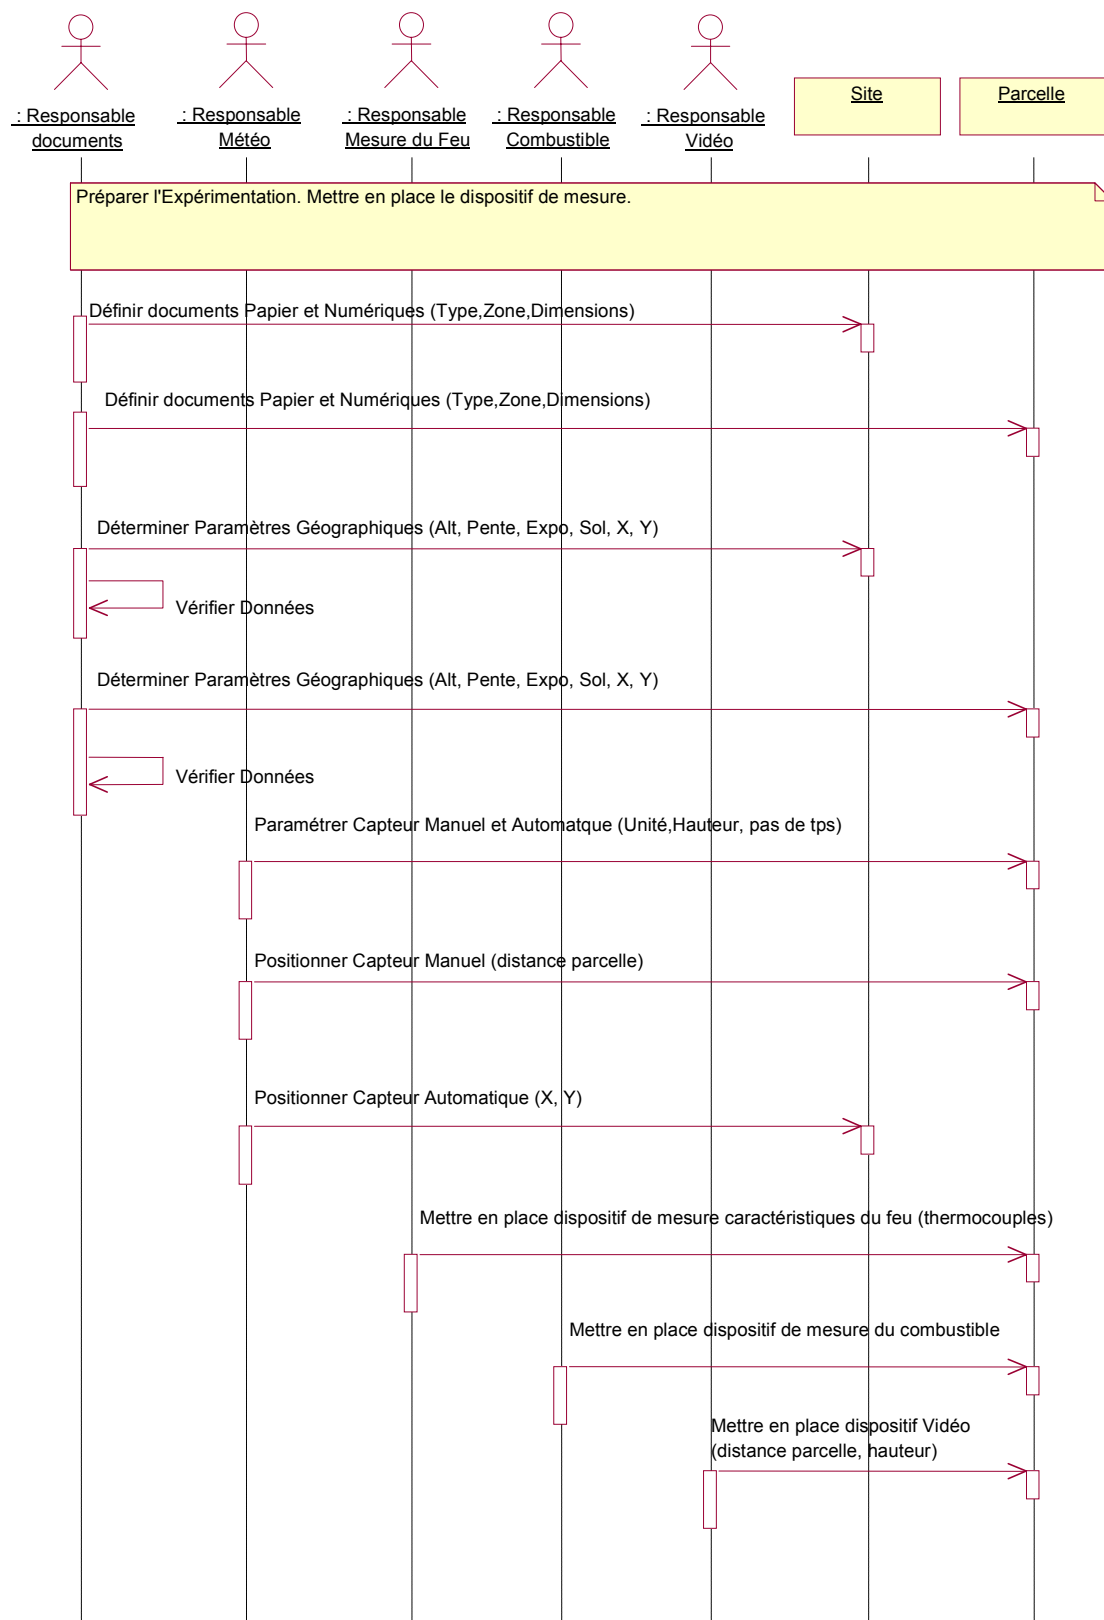 : Responsable
documents
: Responsable
Météo
: Responsable
Mesure du Feu
: Responsable
Combustible
: Responsable
Vidéo
Site
Parcelle
Préparer l'Expérimentation. Mettre en place le dispositif de mesure.
Définir documents Papier et Numériques (Type,Zone,Dimensions)
Définir documents Papier et Numériques (Type,Zone,Dimensions)
Déterminer Paramètres Géographiques (Alt, Pente, Expo, Sol, X, Y)
Vérifier Données
Déterminer Paramètres Géographiques (Alt, Pente, Expo, Sol, X, Y)
Vérifier Données
Paramétrer Capteur Manuel et Automatque (Unité,Hauteur, pas de tps)
Positionner Capteur Manuel (distance parcelle)
Positionner Capteur Automatique (X, Y)
Mettre en place dispositif de mesure caractéristiques du feu (thermocouples)
Mettre en place dispositif de mesure du combustible
Mettre en place dispositif Vidéo
(distance parcelle, hauteur)